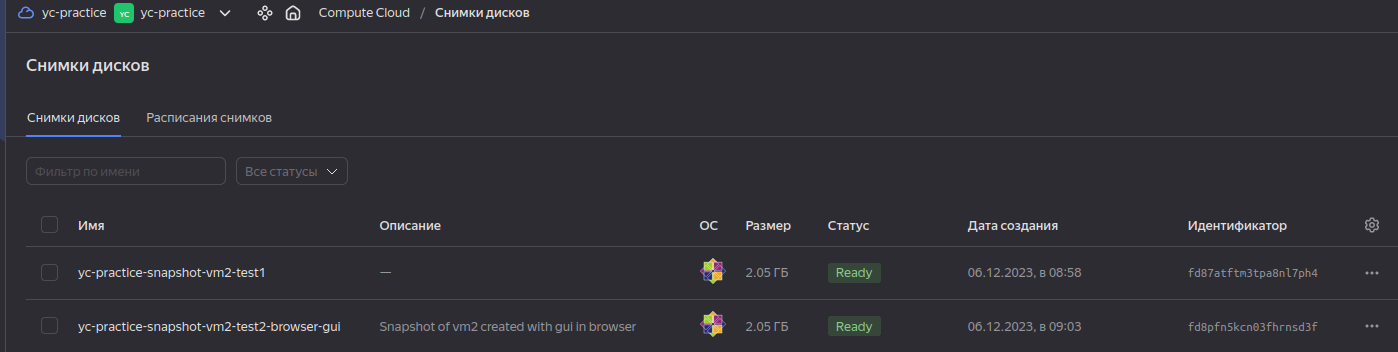 yc-practice YC yc-practice Compute Cloud / Снимки дисков
Снимки дисков
Снимки дисков Расписания снимков
Фильтр по имени Все статусы
Имя Описание ОС Размер Статус Дата создания Идентификатор
yc-practice-snapshot-vm2-test1 — 2.05 ГБ Ready 06.12.2023, в 08:58 fd87atftm3tpa8nl7ph4
yc-practice-snapshot-vm2-test2-browser-gui Snapshot of vm2 created with gui in browser 2.05 ГБ Ready 06.12.2023, в 09:03 fd8pfn5kcn03fhrnsd3f